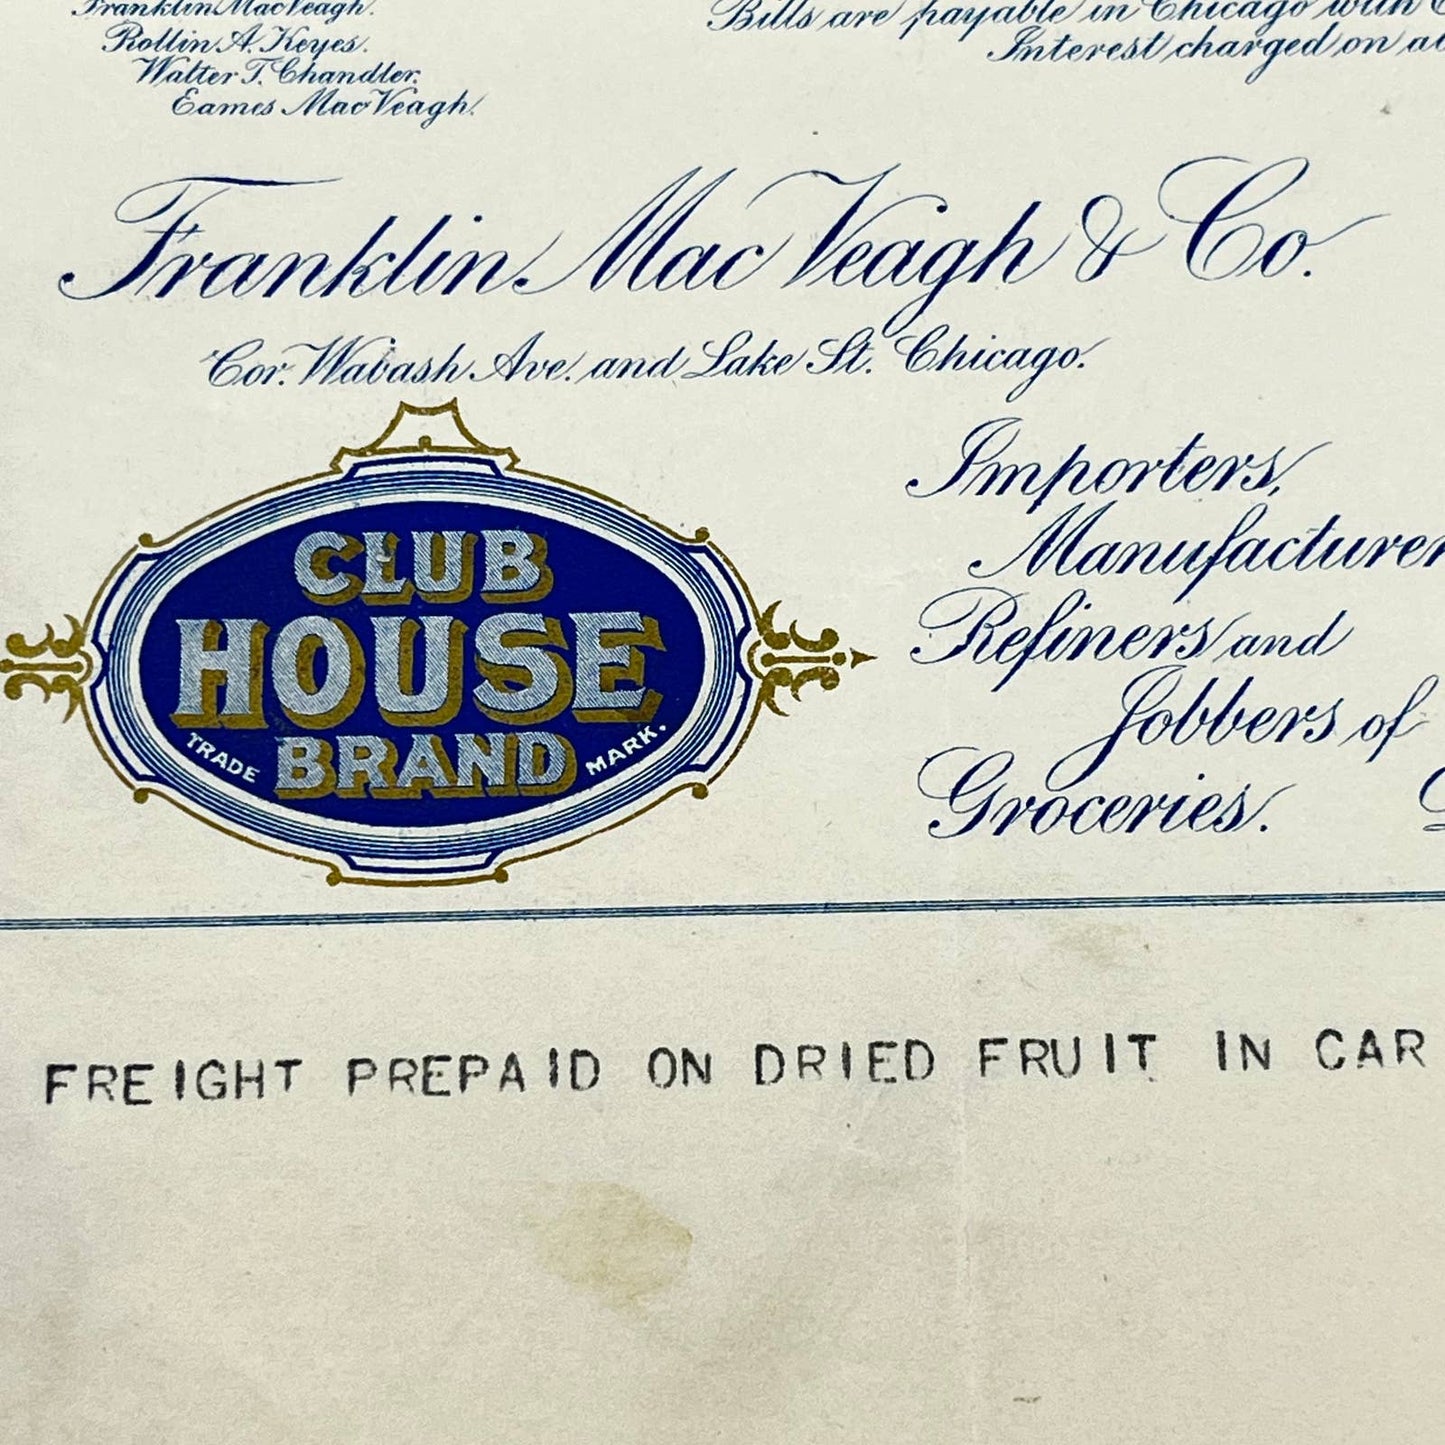 Franklin MacVeagh.
Rollin A. Keyes.
Walter T. Chandler.
Eames MacVeagh.
Bills are payable in Chicago with
Interest charged on
Franklin MacVeagh & Co.
Cor. Wabash Ave. and Lake St. Chicago.
CLUB
HOUSE
BRAND
TRADE MARK.
Importers,
Manufacturer
Refiners and
Jobbers of
Groceries.
FREIGHT PREPAID ON DRIED FRUIT IN CAR